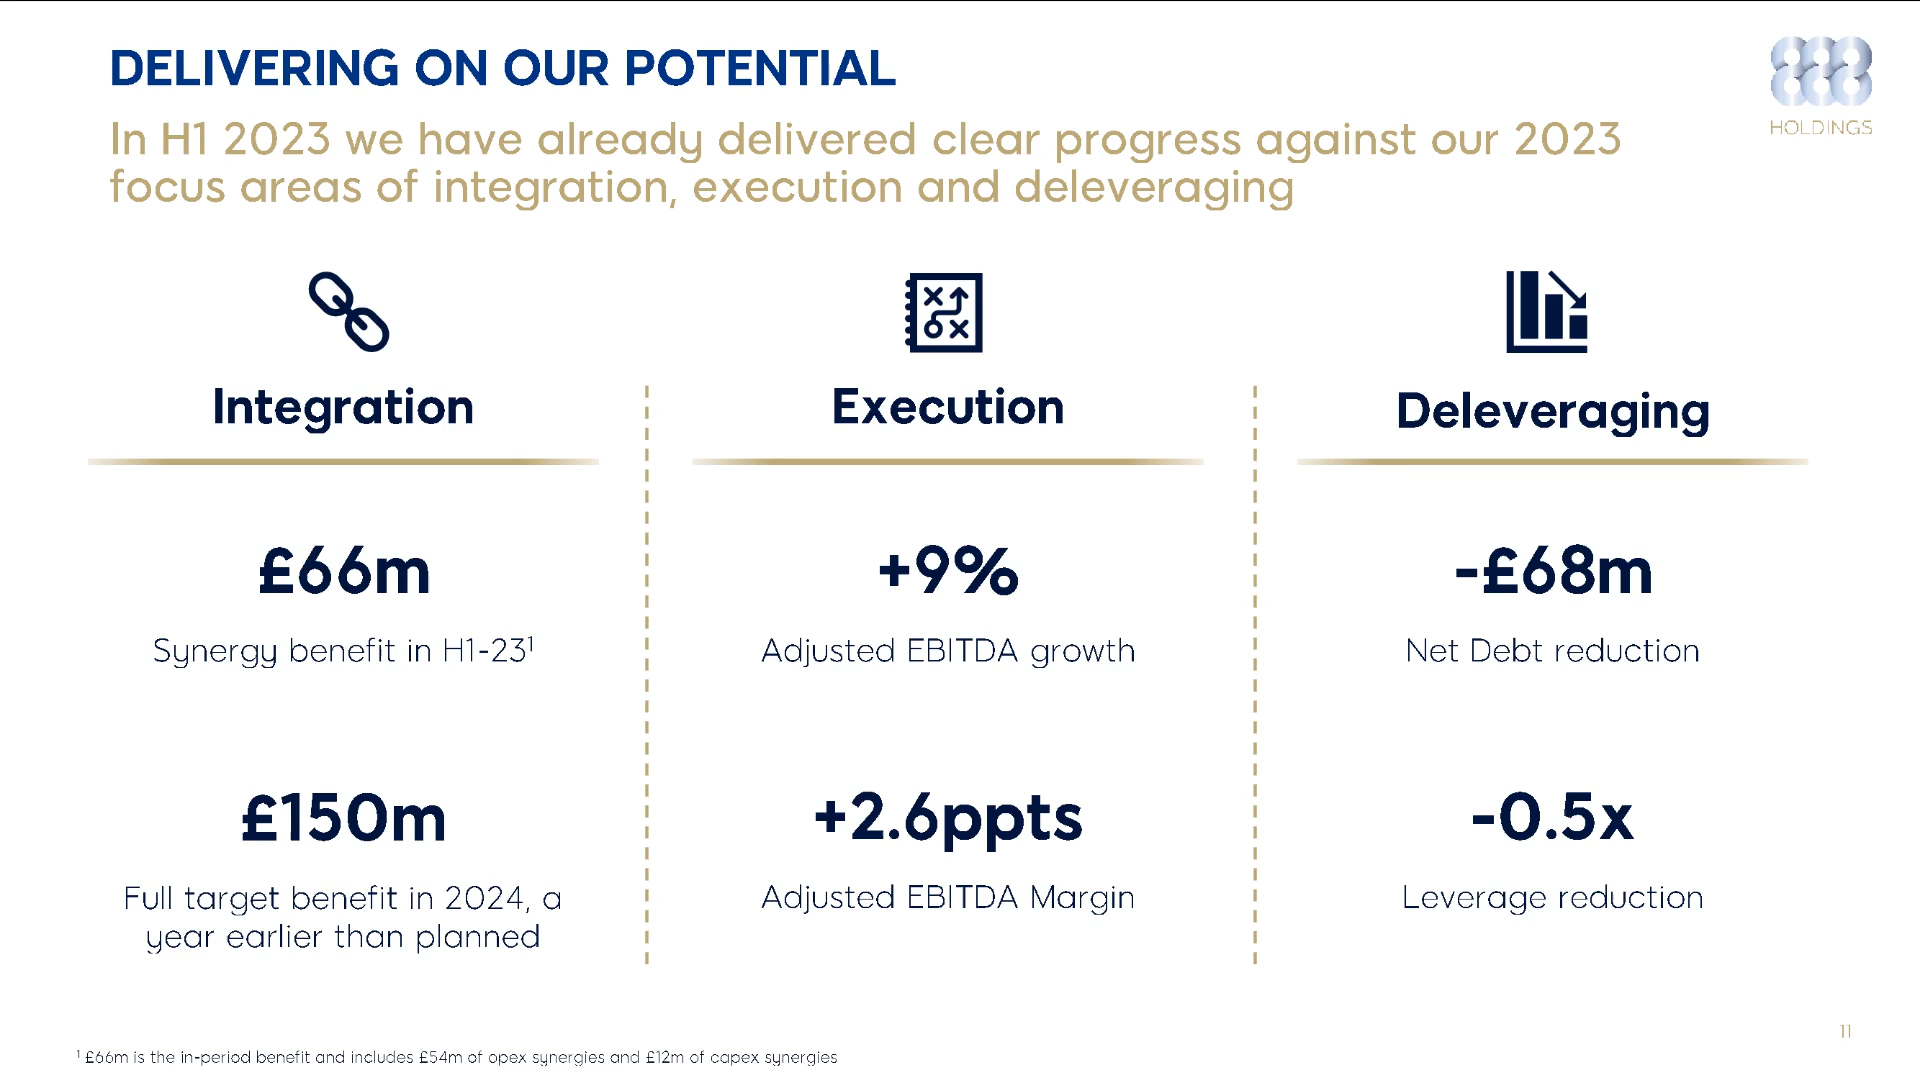 DELIVERING ON OUR POTENTIAL
In H1 2023 we have already delivered clear progress against our 2023
focus areas of integration, execution and deleveraging
888
HOLDINGS
Integration
£66m
Synergy benefit in H1-23¹
£150m
Full target benefit in 2024, a
year earlier than planned
Execution
+9%
Adjusted EBITDA growth
+2.6ppts
Adjusted EBITDA Margin
Deleveraging
-£68m
Net Debt reduction
-0.5x
Leverage reduction
¹ £66m is the in-period benefit and includes £54m of opex synergies and £12m of capex synergies
11